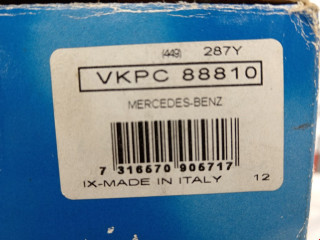 (449) 287Y
VKPC 88810
MERCEDES-BENZ
7 316570 905717
IX-MADE IN ITALY 12